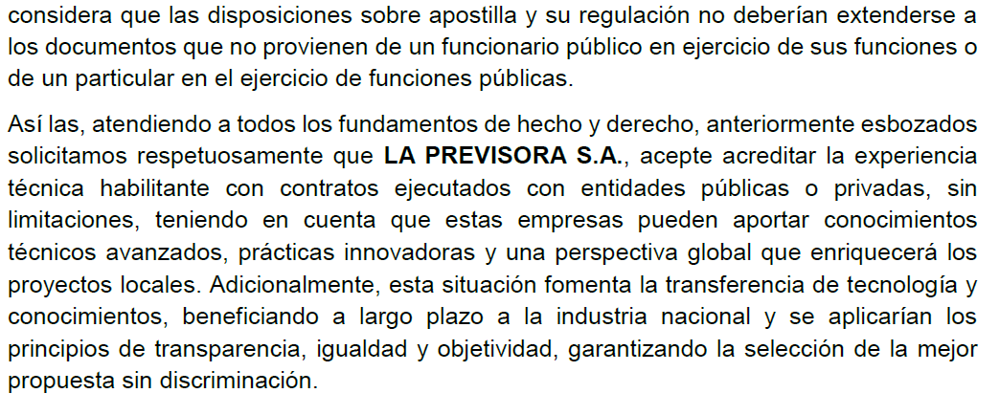 considera que las disposiciones sobre apostilla y su regulación no deberían extenderse a
los documentos que no provienen de un funcionario público en ejercicio de sus funciones o
de un particular en el ejercicio de funciones públicas.
Así las, atendiendo a todos los fundamentos de hecho y derecho, anteriormente esbozados
solicitamos respetuosamente que LA PREVISORA S.A., acepte acreditar la experiencia
técnica habilitante con contratos ejecutados con entidades públicas o privadas, sin
limitaciones, teniendo en cuenta que estas empresas pueden aportar conocimientos
técnicos avanzados, prácticas innovadoras y una perspectiva global que enriquecerá los
proyectos locales. Adicionalmente, esta situación fomenta la transferencia de tecnología y
conocimientos, beneficiando a largo plazo a la industria nacional y se aplicarían los
principios de transparencia, igualdad y objetividad, garantizando la selección de la mejor
propuesta sin discriminación.